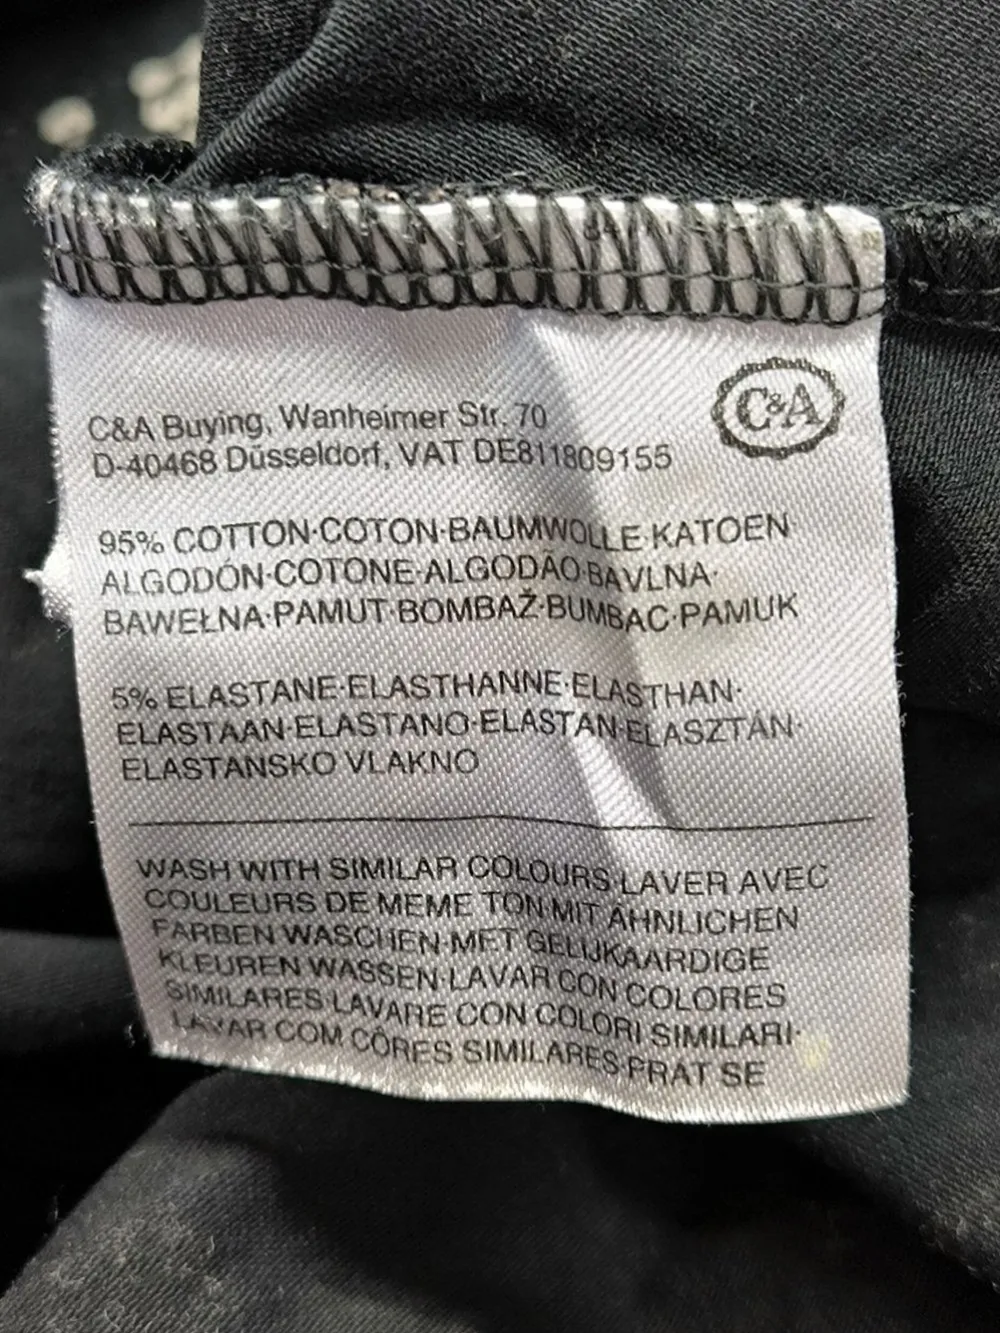 C&A
C&A Buying, Wanheimer Str. 70
D-40468 Düsseldorf, VAT DE811809155
95% COTTON·COTON·BAUMWOLLE·KATOEN
ALGODÓN·COTONE·ALGODÃO·BAVLNA·
BAWEŁNA·PAMUT·BOMBAŽ·BUMBAC·PAMUK
5% ELASTANE·ELASTHANNE·ELASTHAN·
ELASTAAN·ELASTANO·ELASTAN·ELASZTÁN·
ELASTANSKO VLAKNO
WASH WITH SIMILAR COLOURS·LAVER AVEC
COULEURS DE MEME TON·MIT ÄHNLICHEN
FARBEN WASCHEN·MET GELIJKAARDIGE
KLEUREN WASSEN·LAVAR CON COLORES
SIMILARES·LAVARE CON COLORI SIMILARI·
LAVAR COM CÔRES SIMILARES·PRAT SE